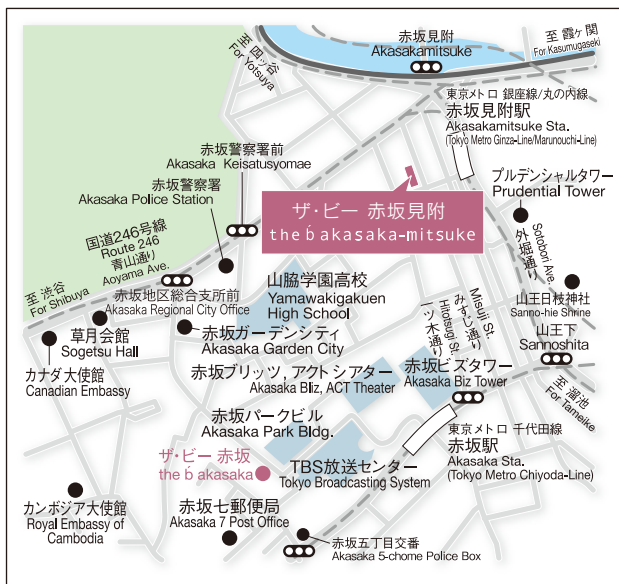 赤坂見附
Akasakamitsuke
至 霞ヶ関
For Kasumugaseki
至 四ッ谷
For Yotsuya
東京メトロ 銀座線/丸の内線
赤坂見附駅
Akasakamitsuke Sta.
(Tokyo Metro Ginza-Line/Marunouchi-Line)
赤坂警察署前
Akasaka Keisatusyomae
赤坂警察署
Akasaka Police Station
プルデンシャルタワー
Prudential Tower
ザ・ビー 赤坂見附
the b akasaka-mitsuke
国道246号線
Route 246
青山通り
Aoyama Ave.
Sotobori Ave.
外堀通り
至 渋谷
For Shibuya
赤坂地区総合支所前
Akasaka Regional City Office
山脇学園高校
Yamawakigakuen
High School
山王日枝神社
Sanno-hie Shrine
Misuji St.
みすじ通り
Hitotsugi St.
一ツ木通り
草月会館
Sogetsu Hall
赤坂ガーデンシティ
Akasaka Garden City
山王下
Sannoshita
カナダ大使館
Canadian Embassy
赤坂ブリッツ, アクトシアター
Akasaka Bliz, ACT Theater
赤坂ビズタワー
Akasaka Biz Tower
至 溜池
For Tameike
赤坂パークビル
Akasaka Park Bldg.
東京メトロ 千代田線
赤坂駅
Akasaka Sta.
(Tokyo Metro Chiyoda-Line)
ザ・ビー 赤坂
the b akasaka
TBS放送センター
Tokyo Broadcasting System
カンボジア大使館
Royal Embassy of
Cambodia
赤坂七郵便局
Akasaka 7 Post Office
赤坂五丁目交番
Akasaka 5-chome Police Box